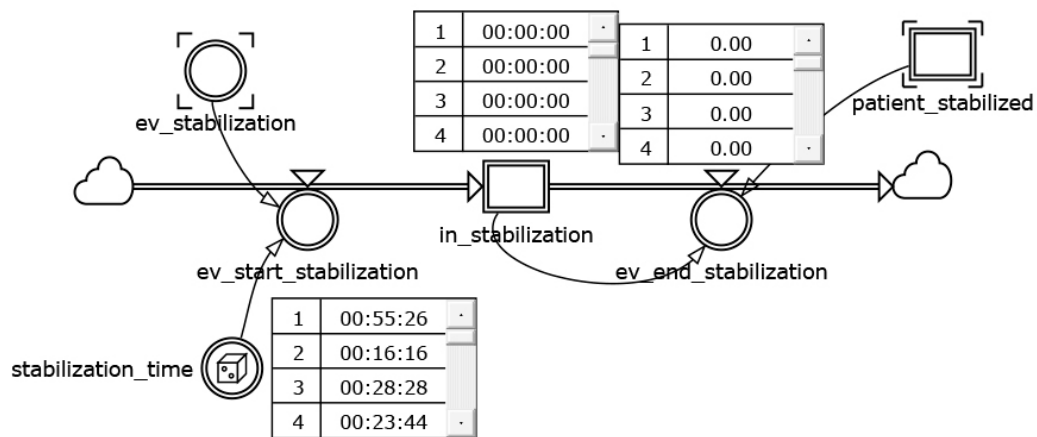 1 00:00:00
2 00:00:00
3 00:00:00
4 00:00:00
1 0.00
2 0.00
3 0.00
4 0.00
patient_stabilized
ev_stabilization
in_stabilization
ev_start_stabilization
ev_end_stabilization
stabilization_time
1 00:55:26
2 00:16:16
3 00:28:28
4 00:23:44